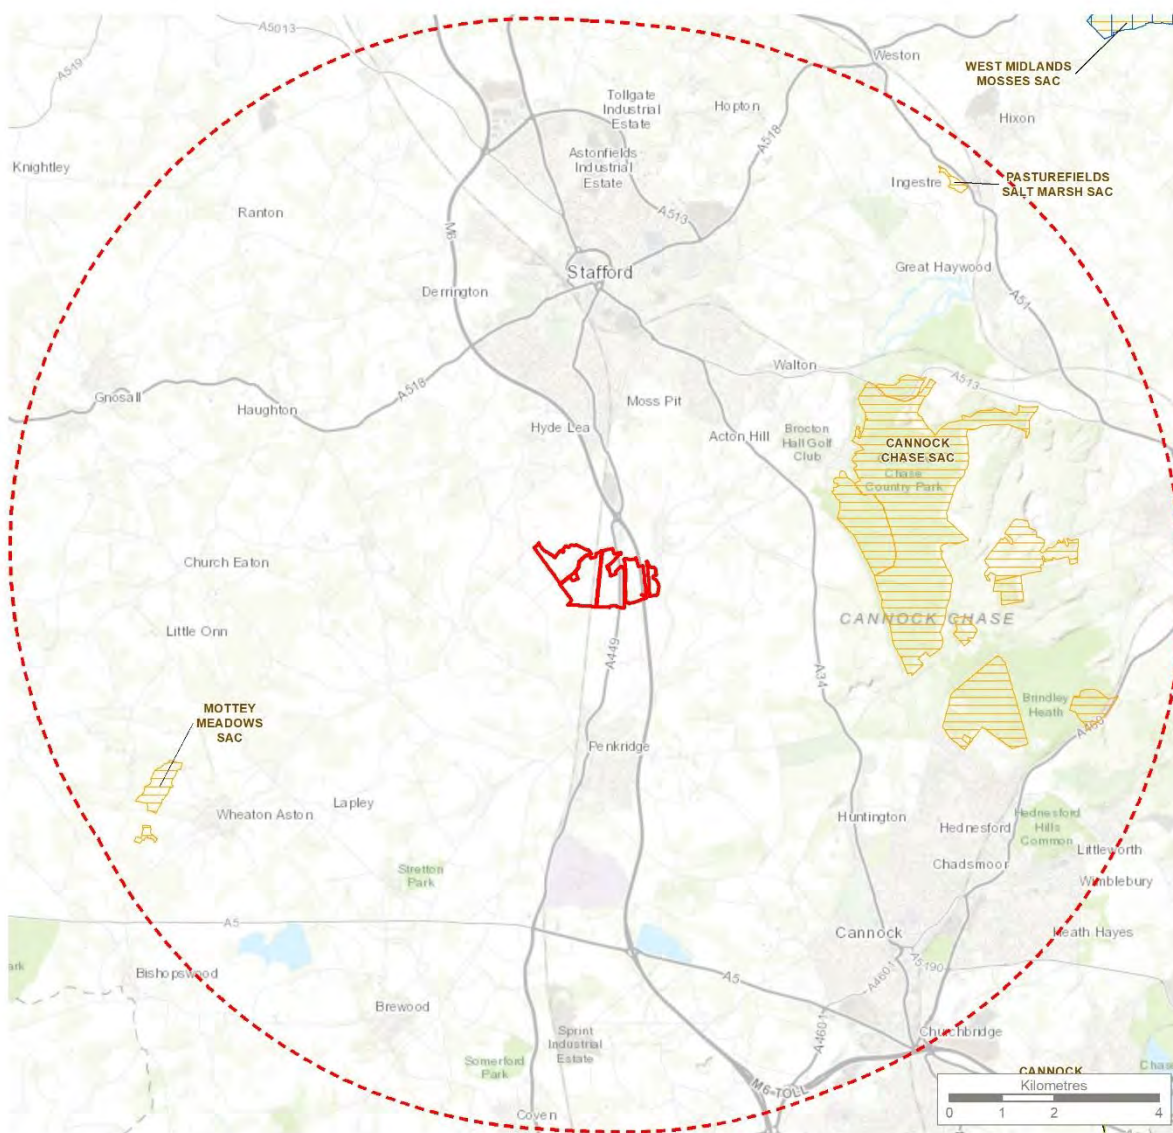 A5013
A519
Weston
WEST MIDLANDS
MOSSES SAC
Tollgate
Industrial
Estate
Hopton
Hixon
A518
Astonfields
Industrial
Estate
Knightley
Ingestre
PASTUREFIELDS
SALT MARSH SAC
Ranton
A513
M6
Stafford
Great Haywood
Derrington
A51
Walton
A513
Gnosall
Haughton
A518
Moss Pit
Hyde Lea
Acton Hill
Brocton
Hall Golf
Club
CANNOCK
CHASE SAC
Chase
Country Park
Church Eaton
CANNOCK CHASE
Little Onn
A449
A34
MOTTEY
MEADOWS
SAC
Brindley
Heath
A460
Penkridge
Wheaton Aston
Lapley
Huntington
Hednesford
Hednesford
Hills
Common
Littleworth
Chadsmoor
Wimblebury
Stretton
Park
A5
Cannock
Heath Hayes
ark
Bishopswood
A5
A4601
A5190
Brewood
Sprint
Industrial
Estate
A4601
Churchbridge
Somerford
Park
M6-TOLL
CANNOCK
Chase
Kilometres
0 1 2 4
Coven